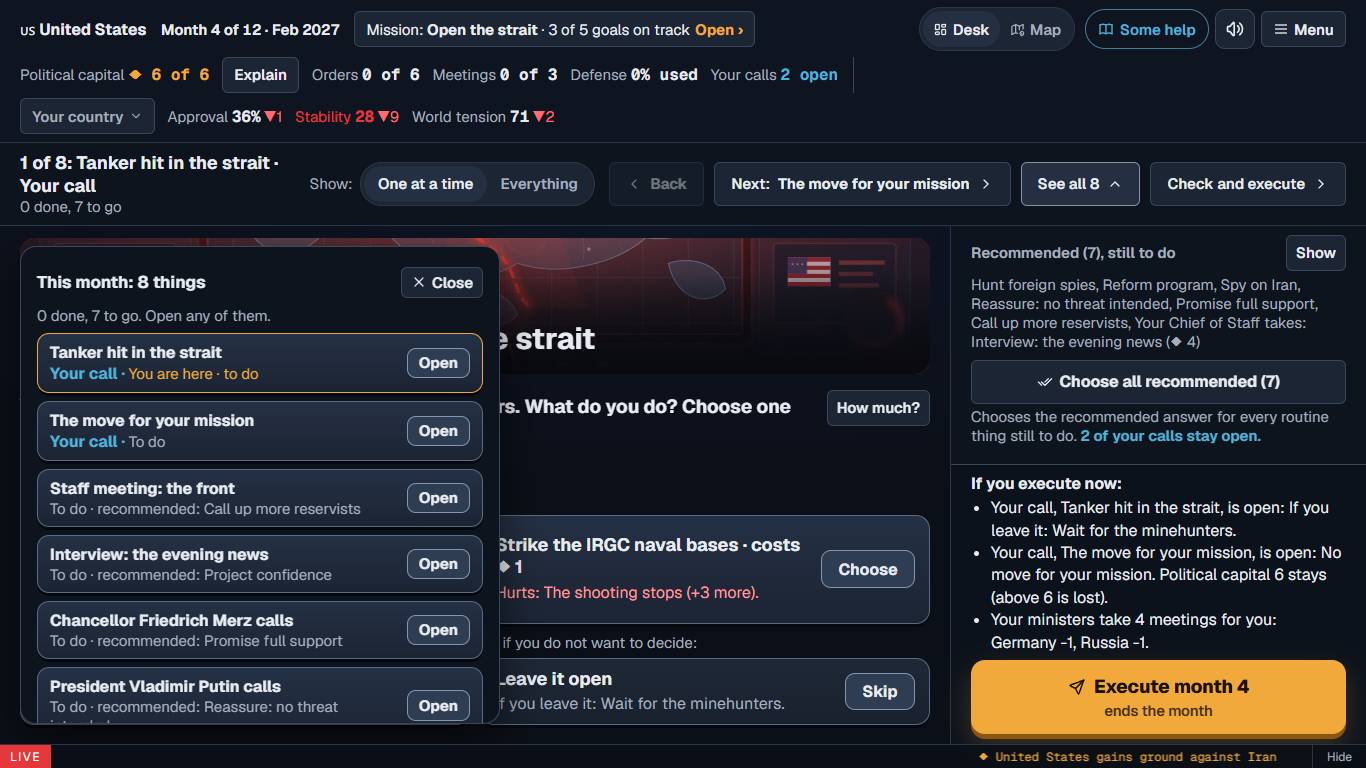 US United States Month 4 of 12 · Feb 2027 Mission: Open the strait · 3 of 5 goals on track Open › Desk Map Some help Menu
Political capital ◆ 6 of 6 Explain Orders 0 of 6 Meetings 0 of 3 Defense 0% used Your calls 2 open
Your country Approval 36% ▼1 Stability 28 ▼9 World tension 71 ▼2
1 of 8: Tanker hit in the strait ·
Your call
0 done, 7 to go
Show: One at a time Everything Back Next: The move for your mission See all 8 Check and execute
This month: 8 things Close
0 done, 7 to go. Open any of them.
Tanker hit in the strait
Your call · You are here · to do
Open
The move for your mission
Your call · To do
Open
Staff meeting: the front
To do · recommended: Call up more reservists
Open
Interview: the evening news
To do · recommended: Project confidence
Open
Chancellor Friedrich Merz calls
To do · recommended: Promise full support
Open
President Vladimir Putin calls
To do · recommended: Reassure: no threat
Open
strait
rs. What do you do? Choose one How much?
Strike the IRGC naval bases · costs
◆ 1
Hurts: The shooting stops (+3 more).
Choose
if you do not want to decide:
Leave it open
If you leave it: Wait for the minehunters.
Skip
Recommended (7), still to do Show
Hunt foreign spies, Reform program, Spy on Iran,
Reassure: no threat intended, Promise full support,
Call up more reservists, Your Chief of Staff takes:
Interview: the evening news (◆ 4)
Choose all recommended (7)
Chooses the recommended answer for every routine
thing still to do. 2 of your calls stay open.
If you execute now:
• Your call, Tanker hit in the strait, is open: If you
leave it: Wait for the minehunters.
• Your call, The move for your mission, is open: No
move for your mission. Political capital 6 stays
(above 6 is lost).
• Your ministers take 4 meetings for you:
Germany -1, Russia -1.
Execute month 4
ends the month
LIVE ◆ United States gains ground against Iran Hide